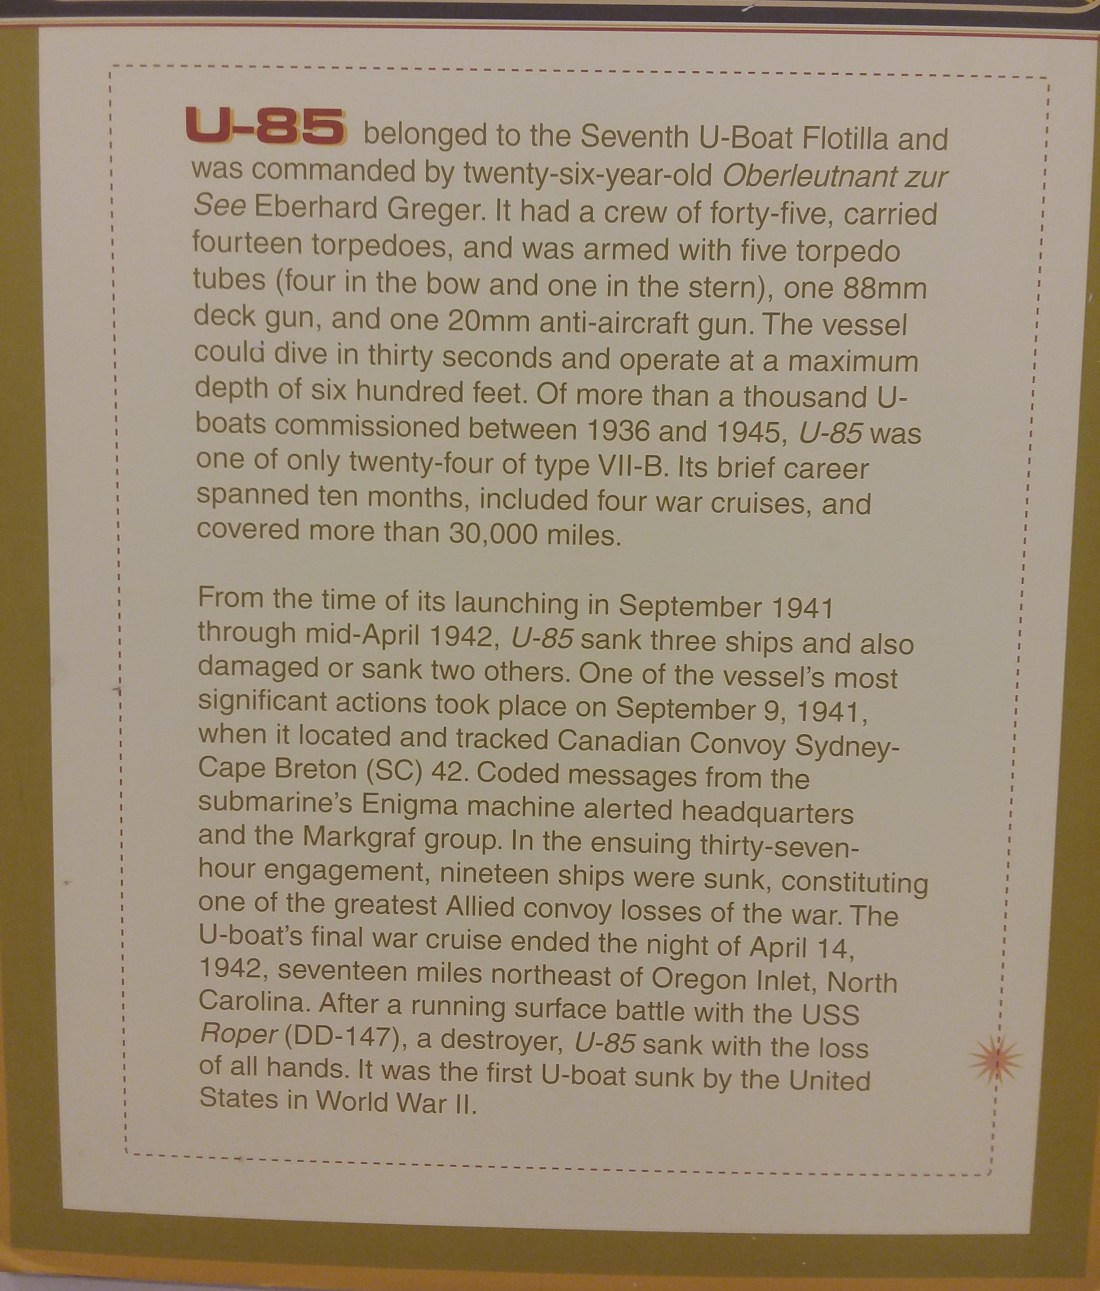 U-85 belonged to the Seventh U-Boat Flotilla and
was commanded by twenty-six-year-old Oberleutnant zur
See Eberhard Greger. It had a crew of forty-five, carried
fourteen torpedoes, and was armed with five torpedo
tubes (four in the bow and one in the stern), one 88mm
deck gun, and one 20mm anti-aircraft gun. The vessel
could dive in thirty seconds and operate at a maximum
depth of six hundred feet. Of more than a thousand U-
boats commissioned between 1936 and 1945, U-85 was
one of only twenty-four of type VII-B. Its brief career
spanned ten months, included four war cruises, and
covered more than 30,000 miles.
From the time of its launching in September 1941
through mid-April 1942, U-85 sank three ships and also
damaged or sank two others. One of the vessel's most
significant actions took place on September 9, 1941,
when it located and tracked Canadian Convoy Sydney-
Cape Breton (SC) 42. Coded messages from the
submarine's Enigma machine alerted headquarters
and the Markgraf group. In the ensuing thirty-seven-
hour engagement, nineteen ships were sunk, constituting
one of the greatest Allied convoy losses of the war. The
U-boat's final war cruise ended the night of April 14,
1942, seventeen miles northeast of Oregon Inlet, North
Carolina. After a running surface battle with the USS
Roper (DD-147), a destroyer, U-85 sank with the loss
of all hands. It was the first U-boat sunk by the United
States in World War II.